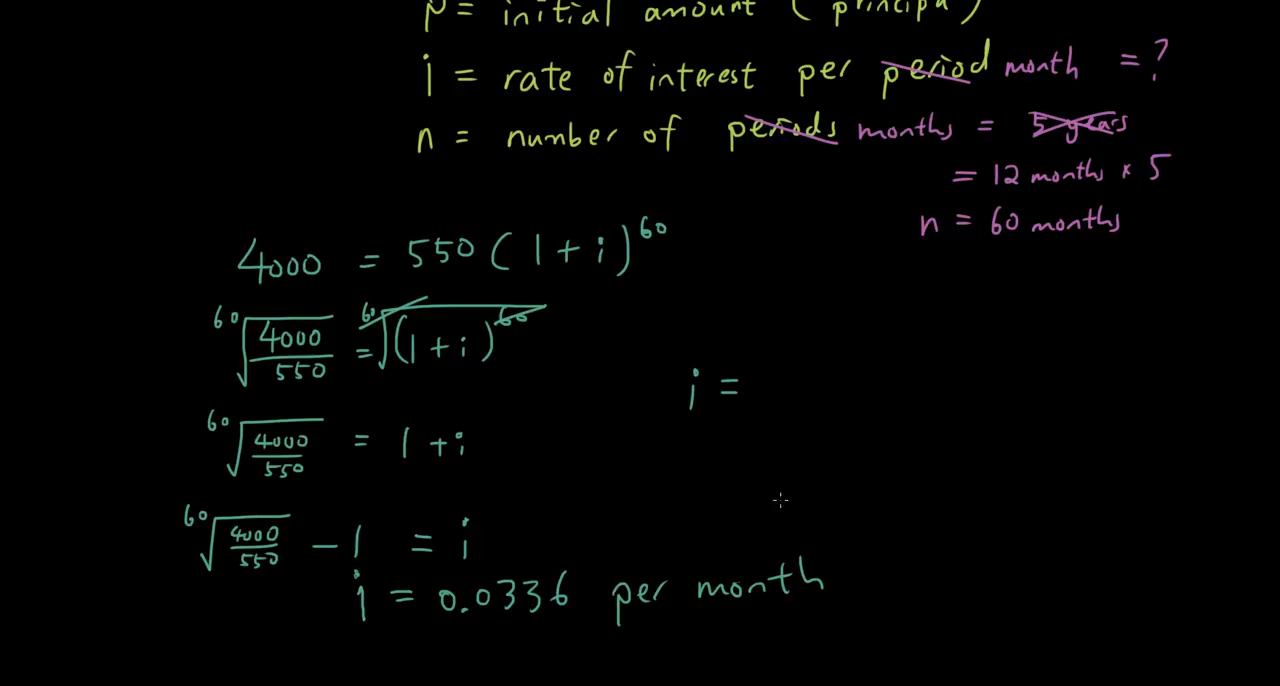 P = initial amount (principa)
i = rate of interest per period month = ?
n = number of periods months = 5 years
= 12 months × 5
n = 60 months
4000 = 550 (1 + i)^60
⁶⁰√(4000/550) = ⁶⁰√(1 + i)^60
i =
⁶⁰√(4000/550) = 1 + i
⁶⁰√(4000/550) − 1 = i
i = 0.0336 per month